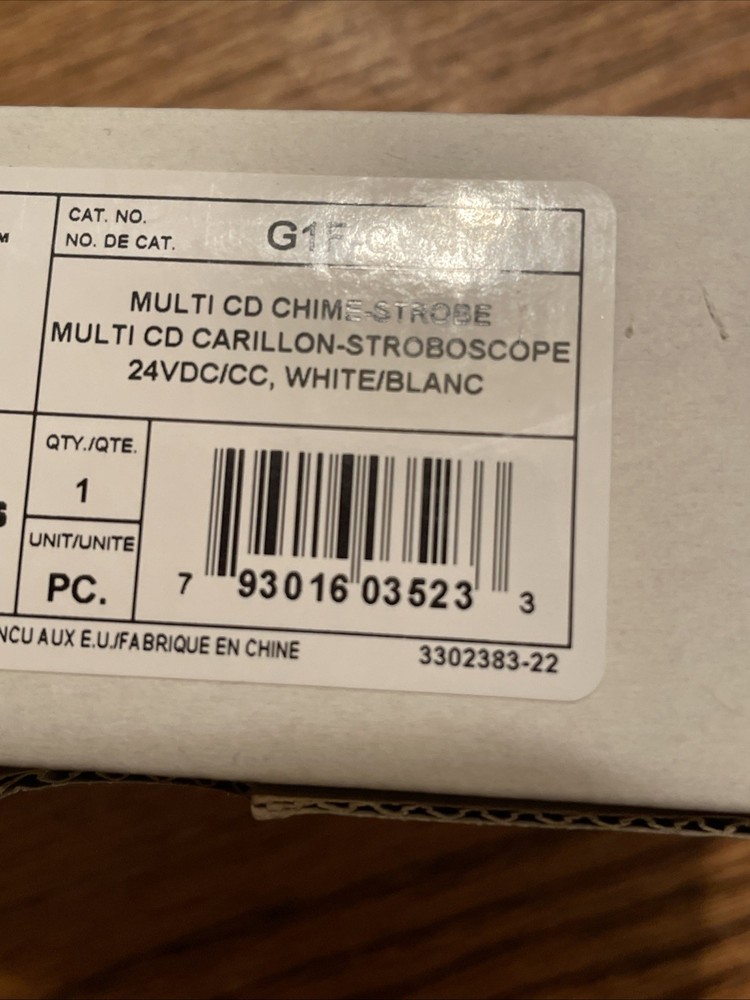 CAT. NO.
NO. DE CAT.
MULTI CD CHIME-STROBE
MULTI CD CARILLON-STROBOSCOPE
24VDC/CC, WHITE/BLANC
QTY./QTE.
1
UNIT/UNITE
PC.
7 93016 03523 3
AUX E.U./FABRIQUE EN CHINE
3302383-22